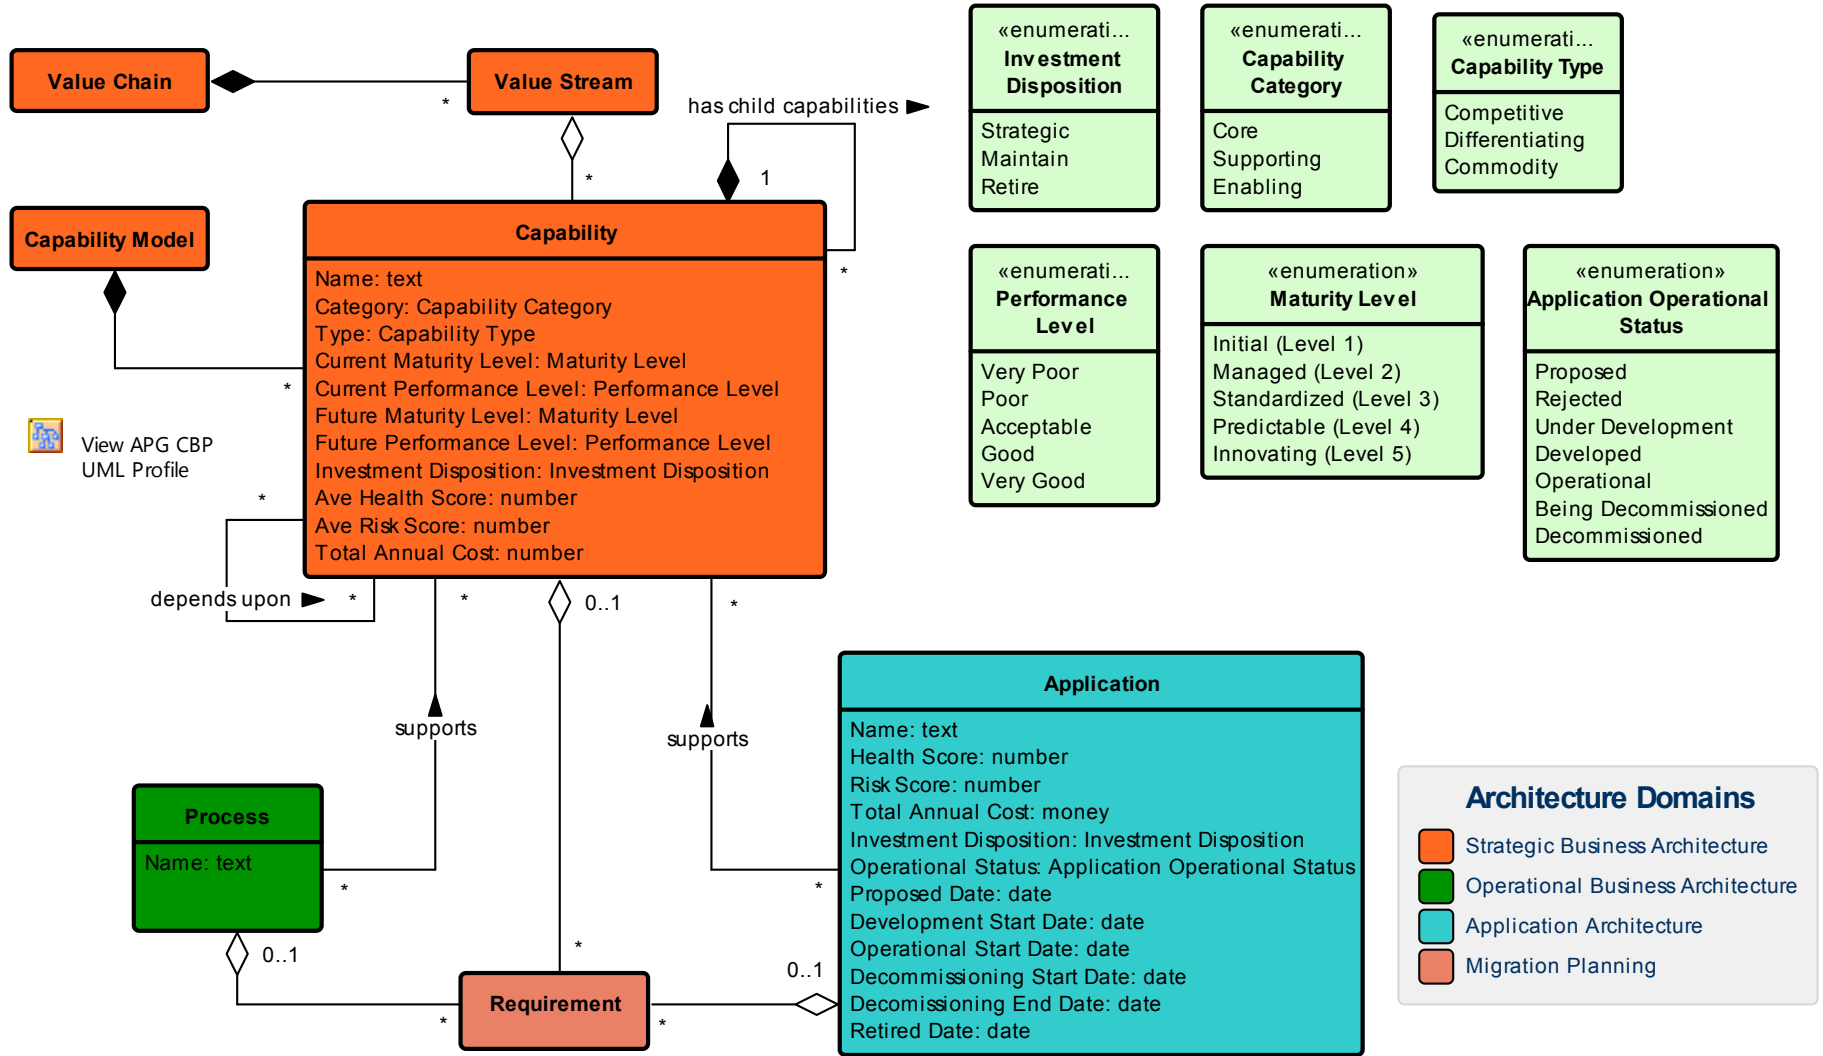 Value Chain
*
Value Stream
*
has child capabilities
1
*
Capability Model
*
Capability
Name: text
Category: Capability Category
Type: Capability Type
Current Maturity Level: Maturity Level
Current Performance Level: Performance Level
Future Maturity Level: Maturity Level
Future Performance Level: Performance Level
Investment Disposition: Investment Disposition
Ave Health Score: number
Ave Risk Score: number
Total Annual Cost: number
View APG CBP
UML Profile
*
depends upon
*
*
0..1
*
supports
supports
Process
Name: text
*
0..1
*
Requirement
*
*
0..1
*
Application
Name: text
Health Score: number
Risk Score: number
Total Annual Cost: money
Investment Disposition: Investment Disposition
Operational Status: Application Operational Status
Proposed Date: date
Development Start Date: date
Operational Start Date: date
Decommissioning Start Date: date
Decomissioning End Date: date
Retired Date: date
«enumerati...
Investment
Disposition
Strategic
Maintain
Retire
«enumerati...
Capability
Category
Core
Supporting
Enabling
«enumerati...
Capability Type
Competitive
Differentiating
Commodity
«enumerati...
Performance
Level
Very Poor
Poor
Acceptable
Good
Very Good
«enumeration»
Maturity Level
Initial (Level 1)
Managed (Level 2)
Standardized (Level 3)
Predictable (Level 4)
Innovating (Level 5)
«enumeration»
Application Operational
Status
Proposed
Rejected
Under Development
Developed
Operational
Being Decommissioned
Decommissioned
Architecture Domains
Strategic Business Architecture
Operational Business Architecture
Application Architecture
Migration Planning